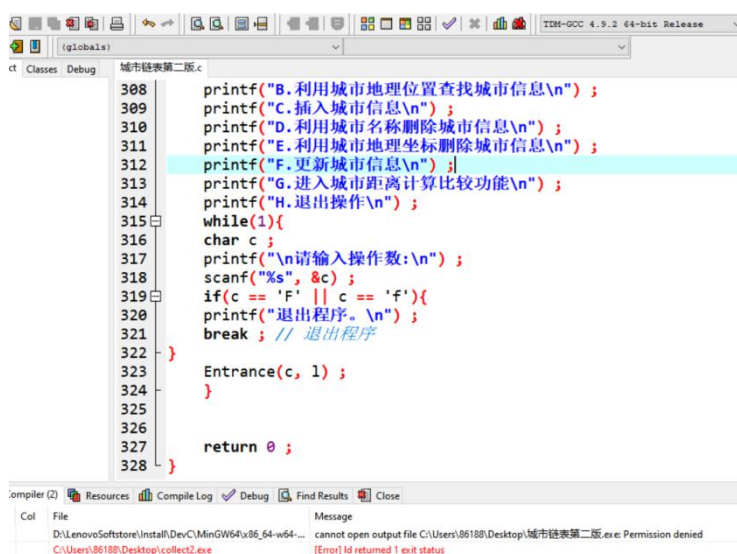 TDM-GCC 4.9.2 64-bit Release
(globals)
ct Classes Debug 城市链表第二版.c
308 printf("B.利用城市地理位置查找城市信息\n") ;
309 printf("C.插入城市信息\n") ;
310 printf("D.利用城市名称删除城市信息\n") ;
311 printf("E.利用城市地理坐标删除城市信息\n") ;
312 printf("F.更新城市信息\n") ;
313 printf("G.进入城市距离计算比较功能\n") ;
314 printf("H.退出操作\n") ;
315 while(1){
316 char c ;
317 printf("\n请输入操作数:\n") ;
318 scanf("%s", &c) ;
319 if(c == 'F' || c == 'f'){
320 printf("退出程序。\n") ;
321 break ; // 退出程序
322 }
323 Entrance(c, l) ;
324 }
325
326
327 return 0 ;
328 }
Compiler (2) Resources Compile Log Debug Find Results Close
Col File Message
D:\LenovoSoftstore\Install\DevC\MinGW64\x86_64-w64-... cannot open output file C:\Users\86188\Desktop\城市链表第二版.exe: Permission denied
C:\Users\86188\Desktop\collect2.exe [Error] ld returned 1 exit status